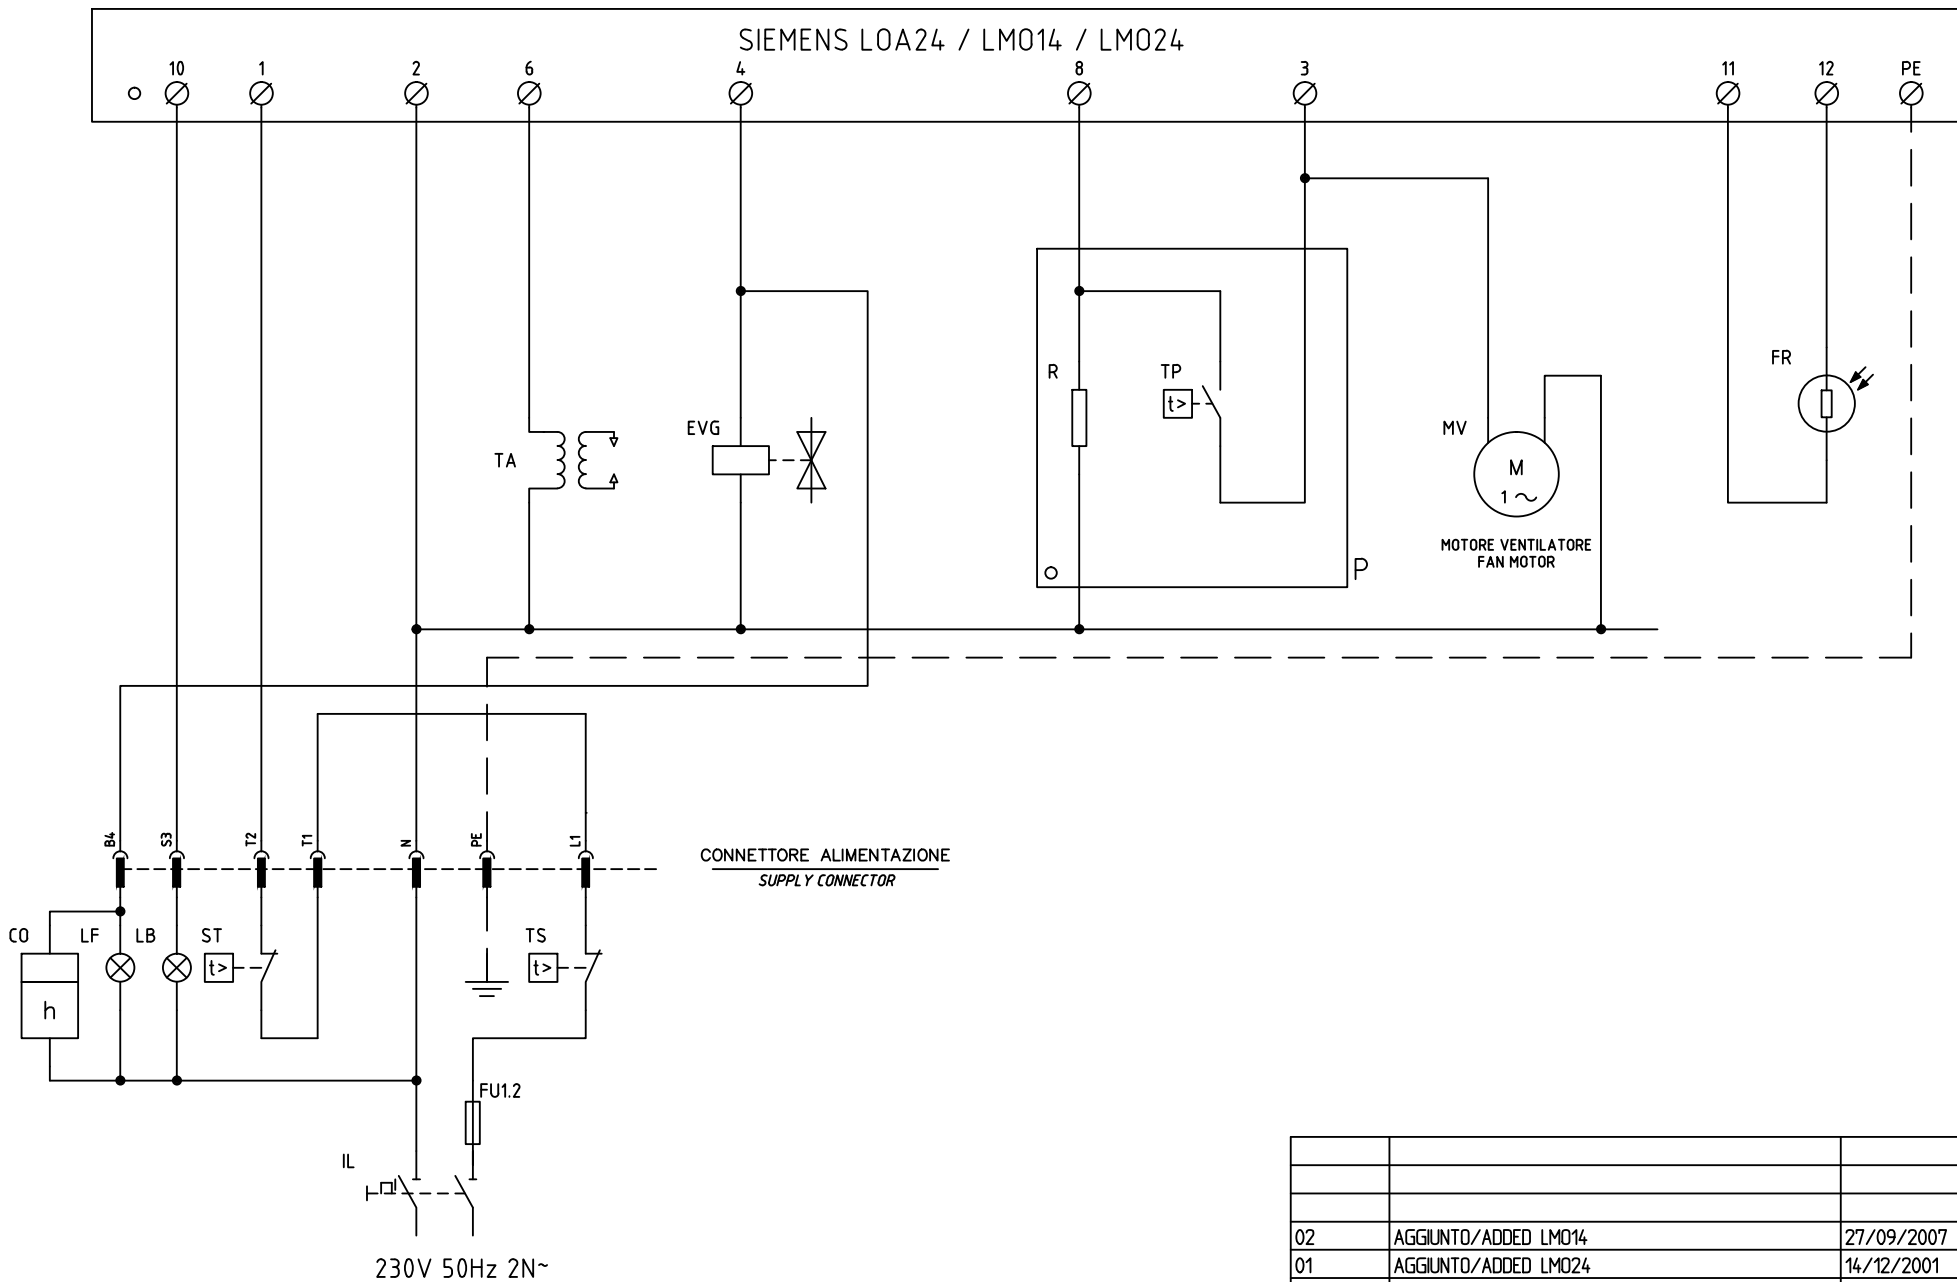 SIEMENS LOA24 / LMO14 / LMO24
10 1 2 6 4 8 3 11 12 PE
R
TP
t>
FR
EVG
MV
TA
M
1~
MOTORE VENTILATORE
FAN MOTOR
P
B4 S3 T2 T1 N PE L1
CONNETTORE ALIMENTAZIONE
SUPPLY CONNECTOR
CO LF LB ST TS
t> t>
h
FU1.2
IL
230V 50Hz 2N~
02 AGGIUNTO/ADDED LMO14 27/09/2007
01 AGGIUNTO/ADDED LMO24 14/12/2001